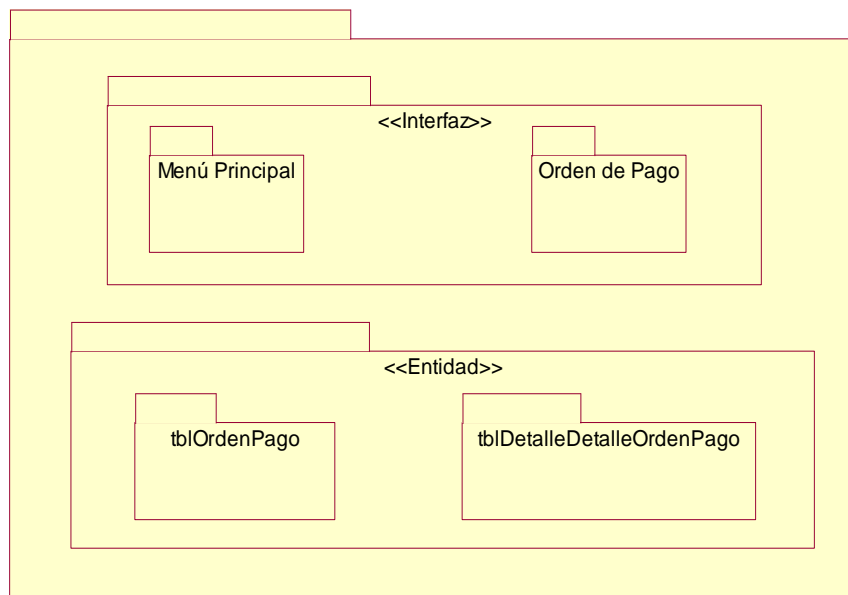 <<Interfaz>>
Menú Principal
Orden de Pago
<<Entidad>>
tblOrdenPago
tblDetalleDetalleOrdenPago